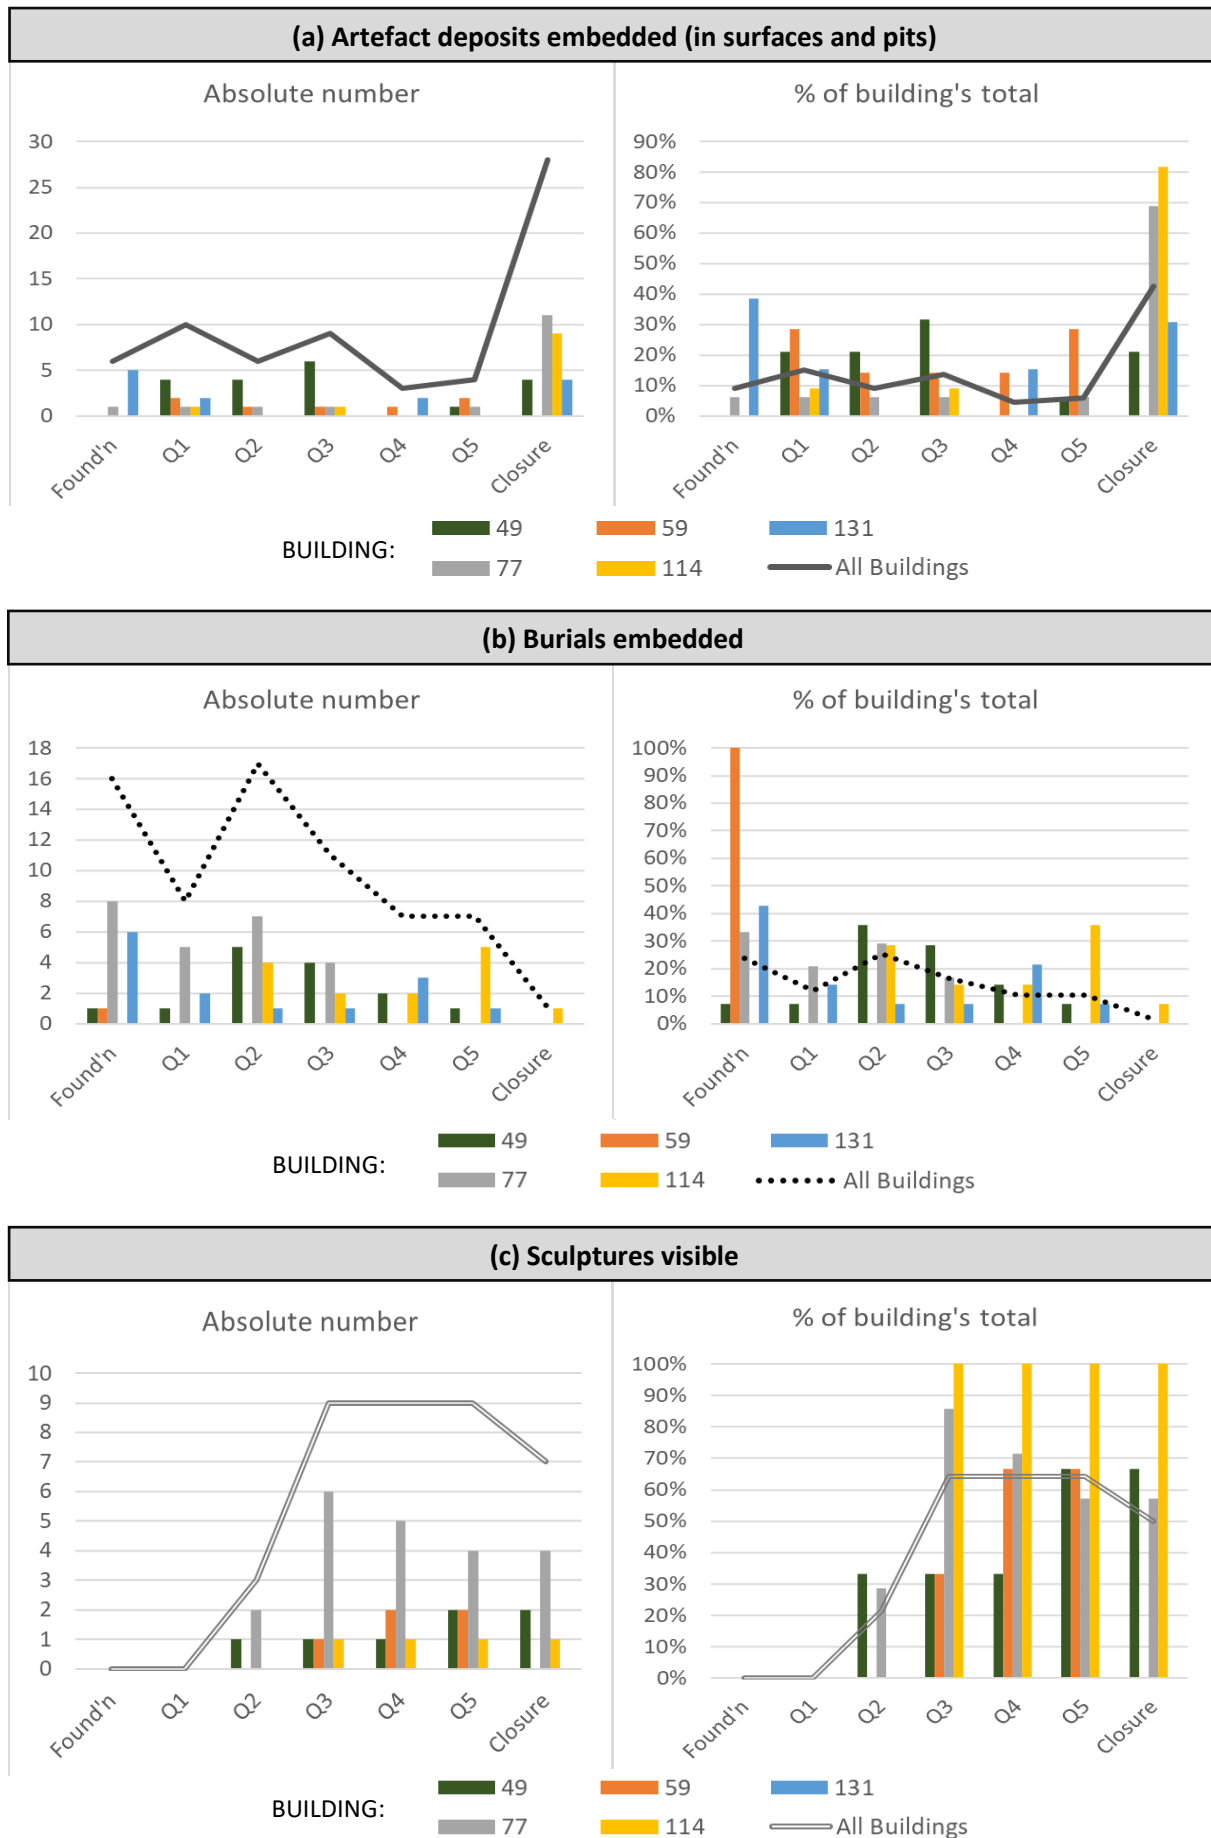 (a) Artefact deposits embedded (in surfaces and pits)
Absolute number
30
25
20
15
10
5
0
Found'n Q1 Q2 Q3 Q4 Q5 Closure
% of building's total
90%
80%
70%
60%
50%
40%
30%
20%
10%
0%
Found'n Q1 Q2 Q3 Q4 Q5 Closure
BUILDING:
49 59 131
77 114 All Buildings
(b) Burials embedded
Absolute number
18
16
14
12
10
8
6
4
2
0
Found'n Q1 Q2 Q3 Q4 Q5 Closure
% of building's total
100%
90%
80%
70%
60%
50%
40%
30%
20%
10%
0%
Found'n Q1 Q2 Q3 Q4 Q5 Closure
BUILDING:
49 59 131
77 114 All Buildings
(c) Sculptures visible
Absolute number
10
9
8
7
6
5
4
3
2
1
0
Found'n Q1 Q2 Q3 Q4 Q5 Closure
% of building's total
100%
90%
80%
70%
60%
50%
40%
30%
20%
10%
0%
Found'n Q1 Q2 Q3 Q4 Q5 Closure
BUILDING:
49 59 131
77 114 All Buildings